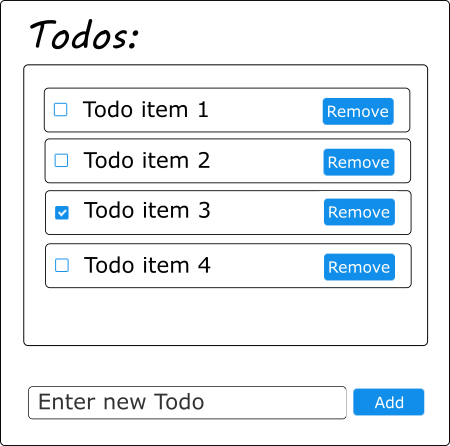 Todos:
Todo item 1 Remove
Todo item 2 Remove
Todo item 3 Remove
Todo item 4 Remove
Enter new Todo Add